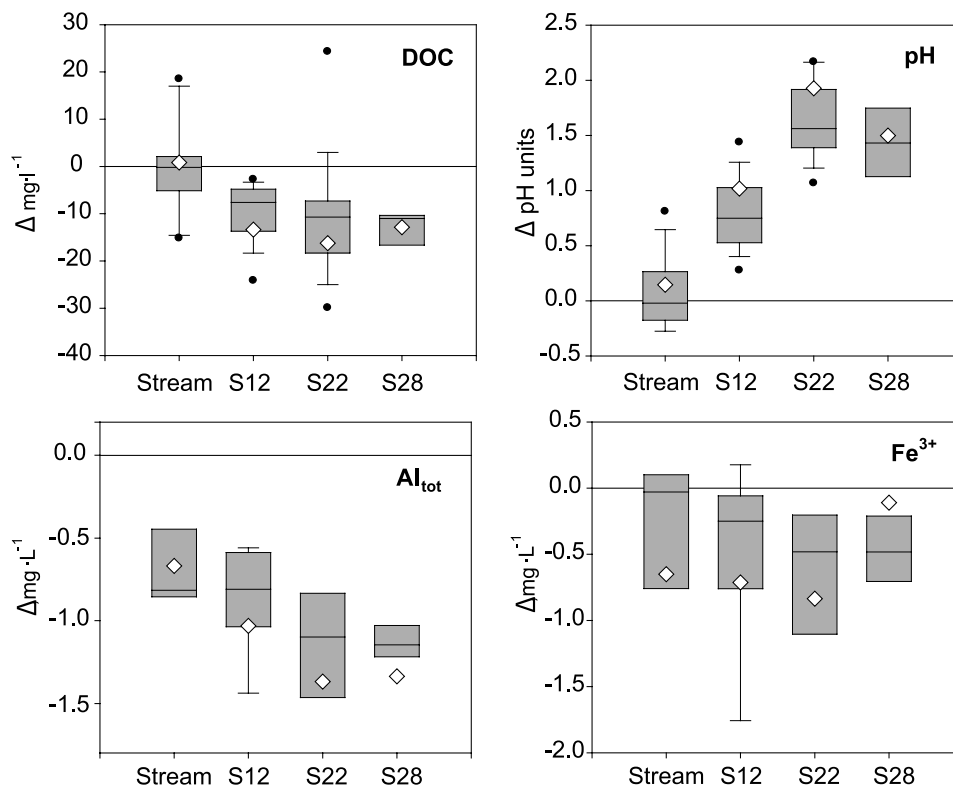 DOC
Δ mg·l⁻¹
20
10
0
-10
-20
-30
-40
Stream S12 S22 S28
pH
Δ pH units
2.5
2.0
1.5
1.0
0.5
0.0
-0.5
Stream S12 S22 S28
Al_tot
Δmg·L⁻¹
0.0
-0.5
-1.0
-1.5
Stream S12 S22 S28
Fe³⁺
Δmg·L⁻¹
0.5
0.0
-0.5
-1.0
-1.5
-2.0
Stream S12 S22 S28